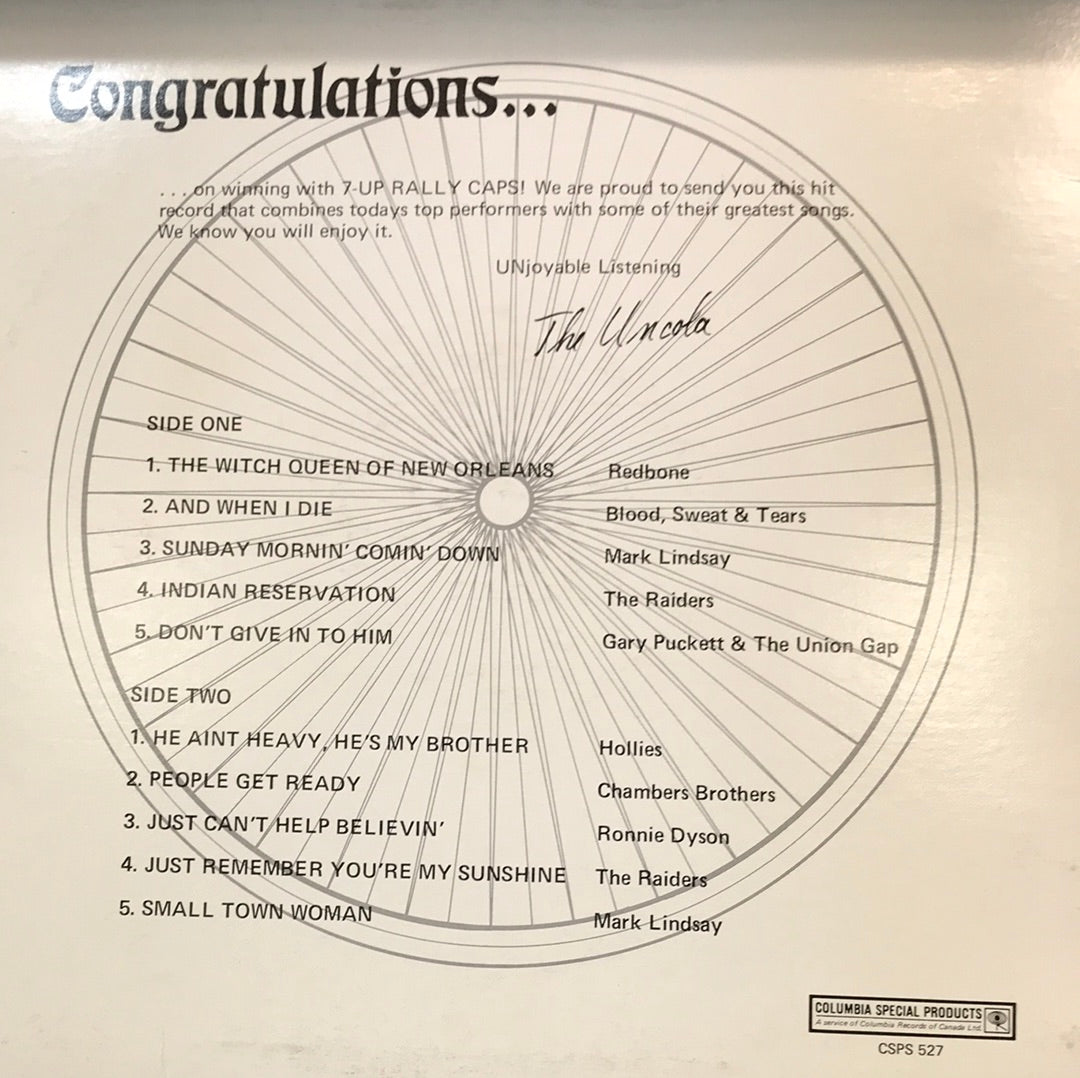 Congratulations...
...on winning with 7-UP RALLY CAPS! We are proud to send you this hit
record that combines todays top performers with some of their greatest songs.
We know you will enjoy it.
UNjoyable Listening
The Uncola
SIDE ONE
1. THE WITCH QUEEN OF NEW ORLEANS Redbone
2. AND WHEN I DIE Blood, Sweat & Tears
3. SUNDAY MORNIN' COMIN' DOWN Mark Lindsay
4. INDIAN RESERVATION The Raiders
5. DON'T GIVE IN TO HIM Gary Puckett & The Union Gap
SIDE TWO
1. HE AINT HEAVY, HE'S MY BROTHER Hollies
2. PEOPLE GET READY Chambers Brothers
3. JUST CAN'T HELP BELIEVIN' Ronnie Dyson
4. JUST REMEMBER YOU'RE MY SUNSHINE The Raiders
5. SMALL TOWN WOMAN Mark Lindsay
COLUMBIA SPECIAL PRODUCTS
A service of Columbia Records of Canada Ltd.
CSPS 527